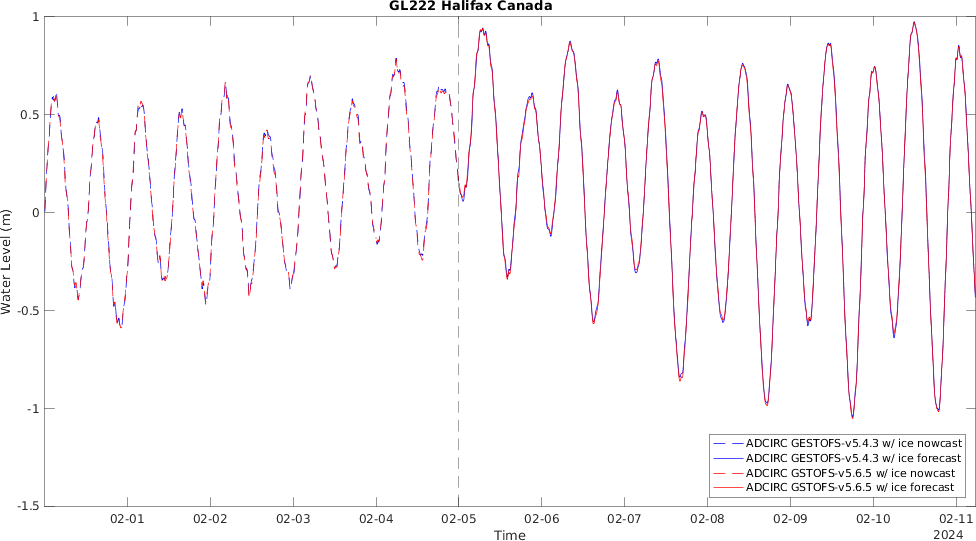 GL222 Halifax Canada
Water Level (m)
1
0.5
0
-0.5
-1
-1.5
ADCIRC GESTOFS-v5.4.3 w/ ice nowcast
ADCIRC GESTOFS-v5.4.3 w/ ice forecast
ADCIRC GSTOFS-v5.6.5 w/ ice nowcast
ADCIRC GSTOFS-v5.6.5 w/ ice forecast
02-01 02-02 02-03 02-04 02-05 02-06 02-07 02-08 02-09 02-10 02-11
Time
2024